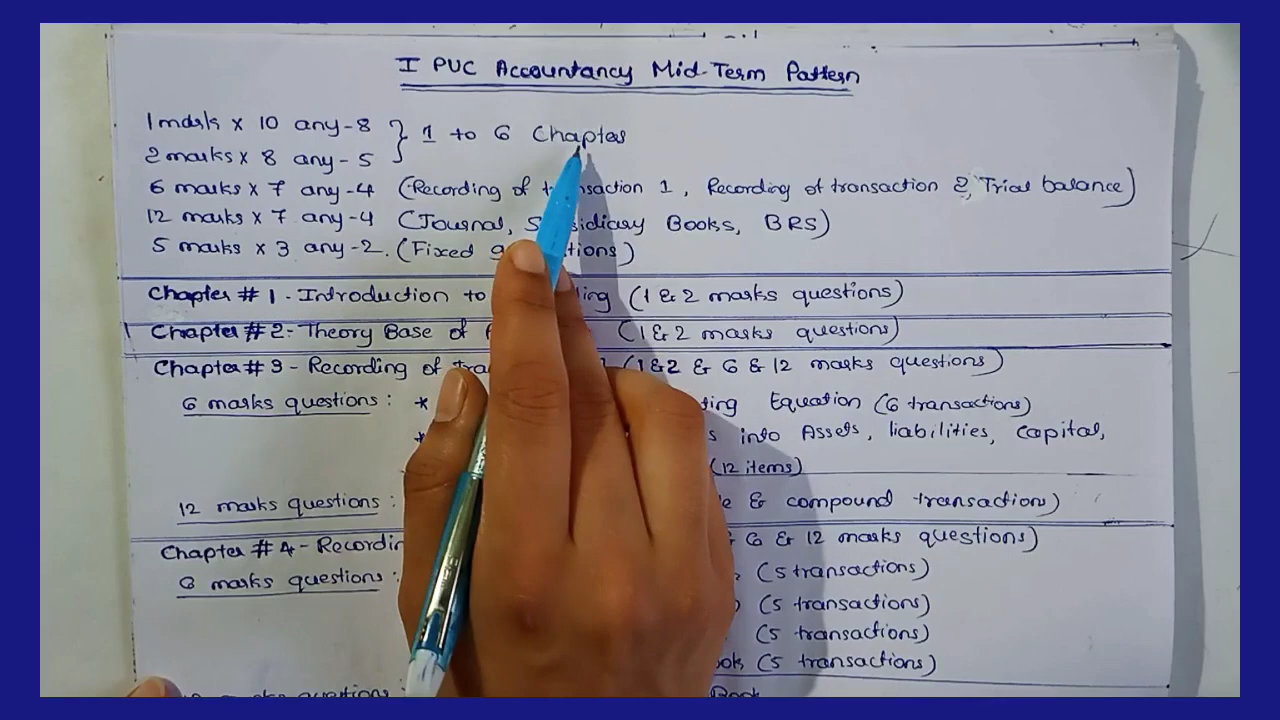 I PUC Accountancy Mid-Term Pattern
1 mark x 10 any-8 } 1 to 6 Chapter
2 marks x 8 any-5
6 marks x 7 any-4 (Recording of transaction 1, Recording of transaction 2, Trial balance)
12 marks x 7 any-4 (Journal, Subsidiary Books, BRS)
5 marks x 3 any-2. (Fixed questions)
Chapter # 1 - Introduction to (1 & 2 marks questions)
Chapter # 2 - Theory Base of (1 & 2 marks questions)
Chapter # 3 - Recording of (1&2 & 6 & 12 marks questions)
6 marks questions : * Equation (6 transactions)
* into Assets, liabilities, capital,
(12 items)
12 marks questions : & compound transaction)
Chapter # 4 - 6 & 12 marks questions)
6 marks questions : (5 transactions)
(5 transactions)
(5 transactions)
(5 transactions)
questions: Book